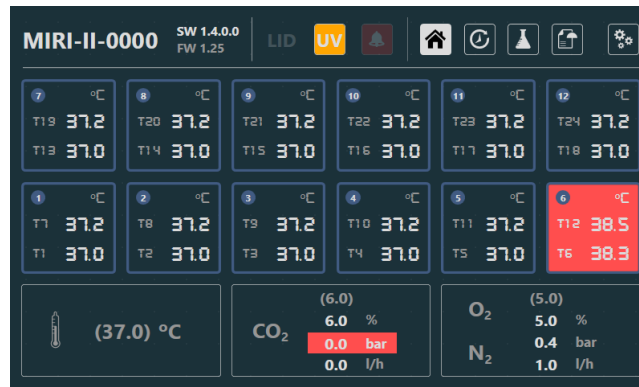 MIRI-II-0000 SW 1.4.0.0 LID UV
FW 1.25
7 °C 8 °C 9 °C 10 °C 11 °C 12 °C
T19 37.2 T20 37.2 T21 37.2 T22 37.2 T23 37.2 T24 37.2
T13 37.0 T14 37.0 T15 37.0 T16 37.0 T17 37.0 T18 37.0
1 °C 2 °C 3 °C 4 °C 5 °C 6 °C
T7 37.2 T8 37.2 T9 37.2 T10 37.2 T11 37.2 T12 38.5
T1 37.0 T2 37.0 T3 37.0 T4 37.0 T5 37.0 T6 38.3
(37.0) °C
CO2
(6.0)
6.0 %
0.0 bar
0.0 l/h
O2
(5.0)
5.0 %
N2
0.4 bar
1.0 l/h